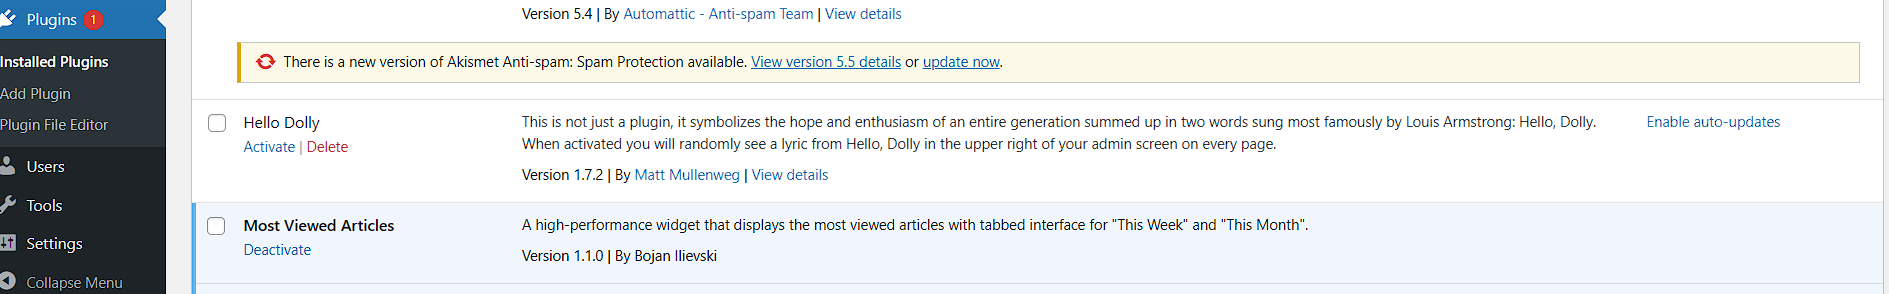 Plugins 1
Installed Plugins
Add Plugin
Plugin File Editor
Users
Tools
Settings
Collapse Menu
Version 5.4 | By Automattic - Anti-spam Team | View details
There is a new version of Akismet Anti-spam: Spam Protection available. View version 5.5 details or update now.
Hello Dolly
Activate | Delete
This is not just a plugin, it symbolizes the hope and enthusiasm of an entire generation summed up in two words sung most famously by Louis Armstrong: Hello, Dolly.
When activated you will randomly see a lyric from Hello, Dolly in the upper right of your admin screen on every page.
Version 1.7.2 | By Matt Mullenweg | View details
Enable auto-updates
Most Viewed Articles
Deactivate
A high-performance widget that displays the most viewed articles with tabbed interface for "This Week" and "This Month".
Version 1.1.0 | By Bojan Ilievski